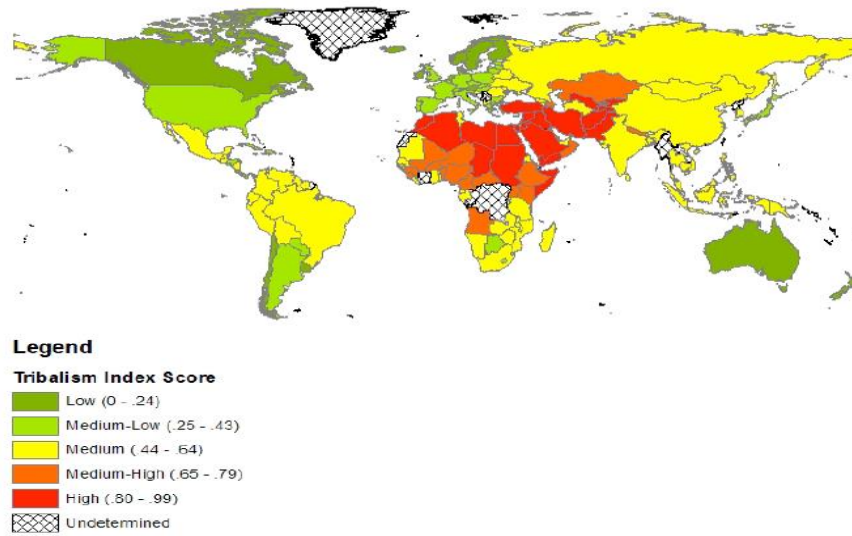 Legend
Tribalism Index Score
Low (0 - .24)
Medium-Low (.25 - .43)
Medium (.44 - .64)
Medium-High (.65 - .79)
High (.80 - .99)
Undetermined